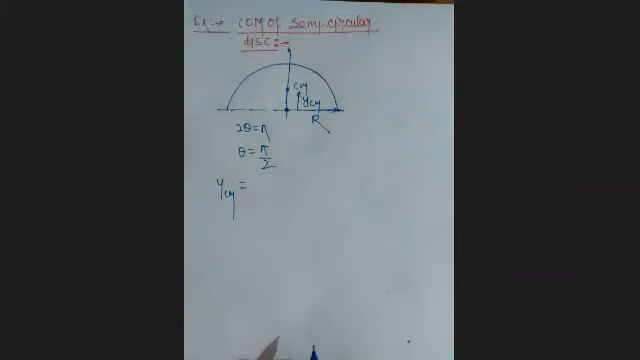 Ex:→ COM of Semi-circular
disc:→
CM
yCM
R
2θ = π
θ = π/2
yCM =